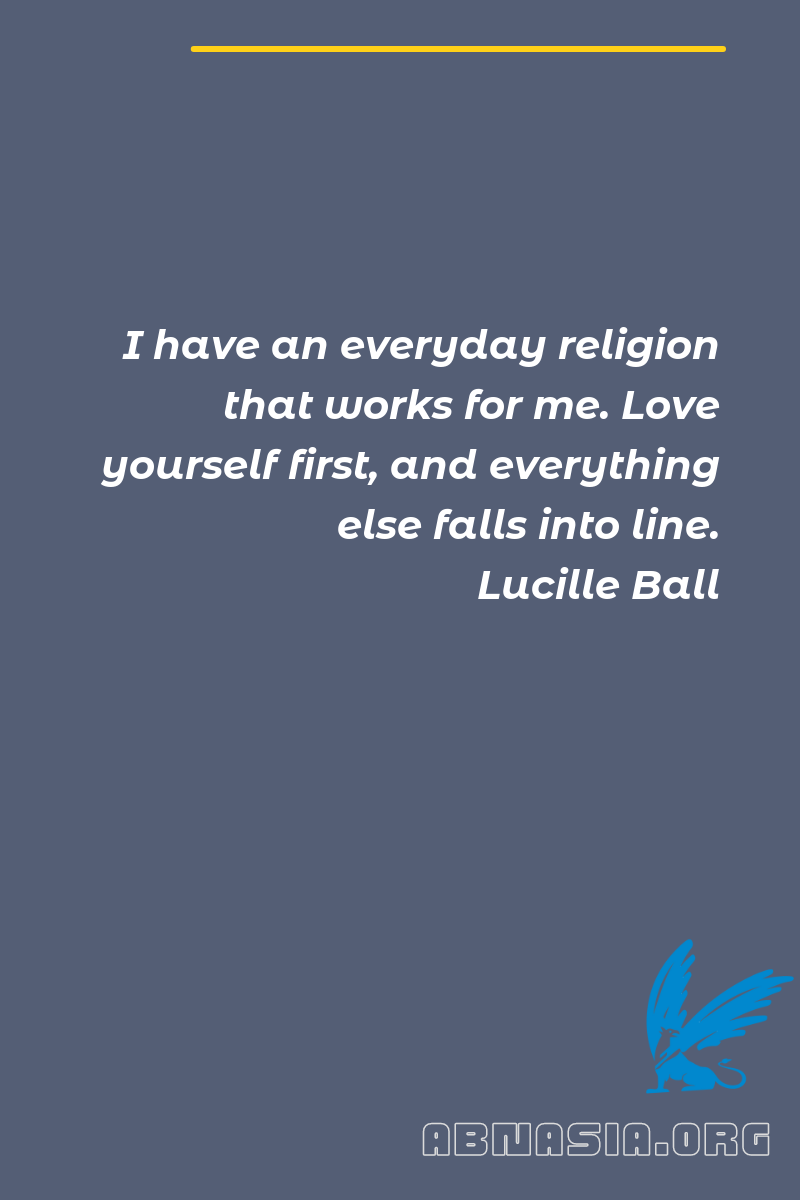 I have an everyday religion
that works for me. Love
yourself first, and everything
else falls into line.
Lucille Ball
ABNASIA.ORG